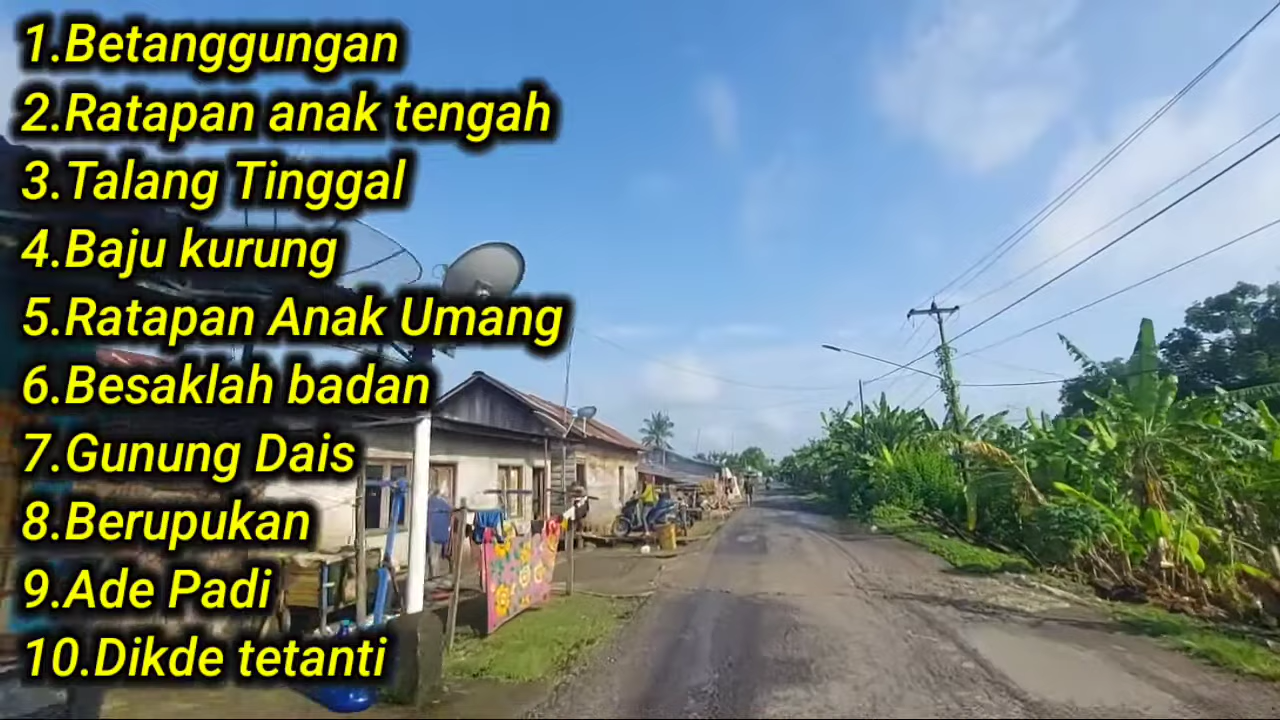 1.Betanggungan
2.Ratapan anak tengah
3.Talang Tinggal
4.Baju kurung
5.Ratapan Anak Umang
6.Besaklah badan
7.Gunung Dais
8.Berupukan
9.Ade Padi
10.Dikde tetanti